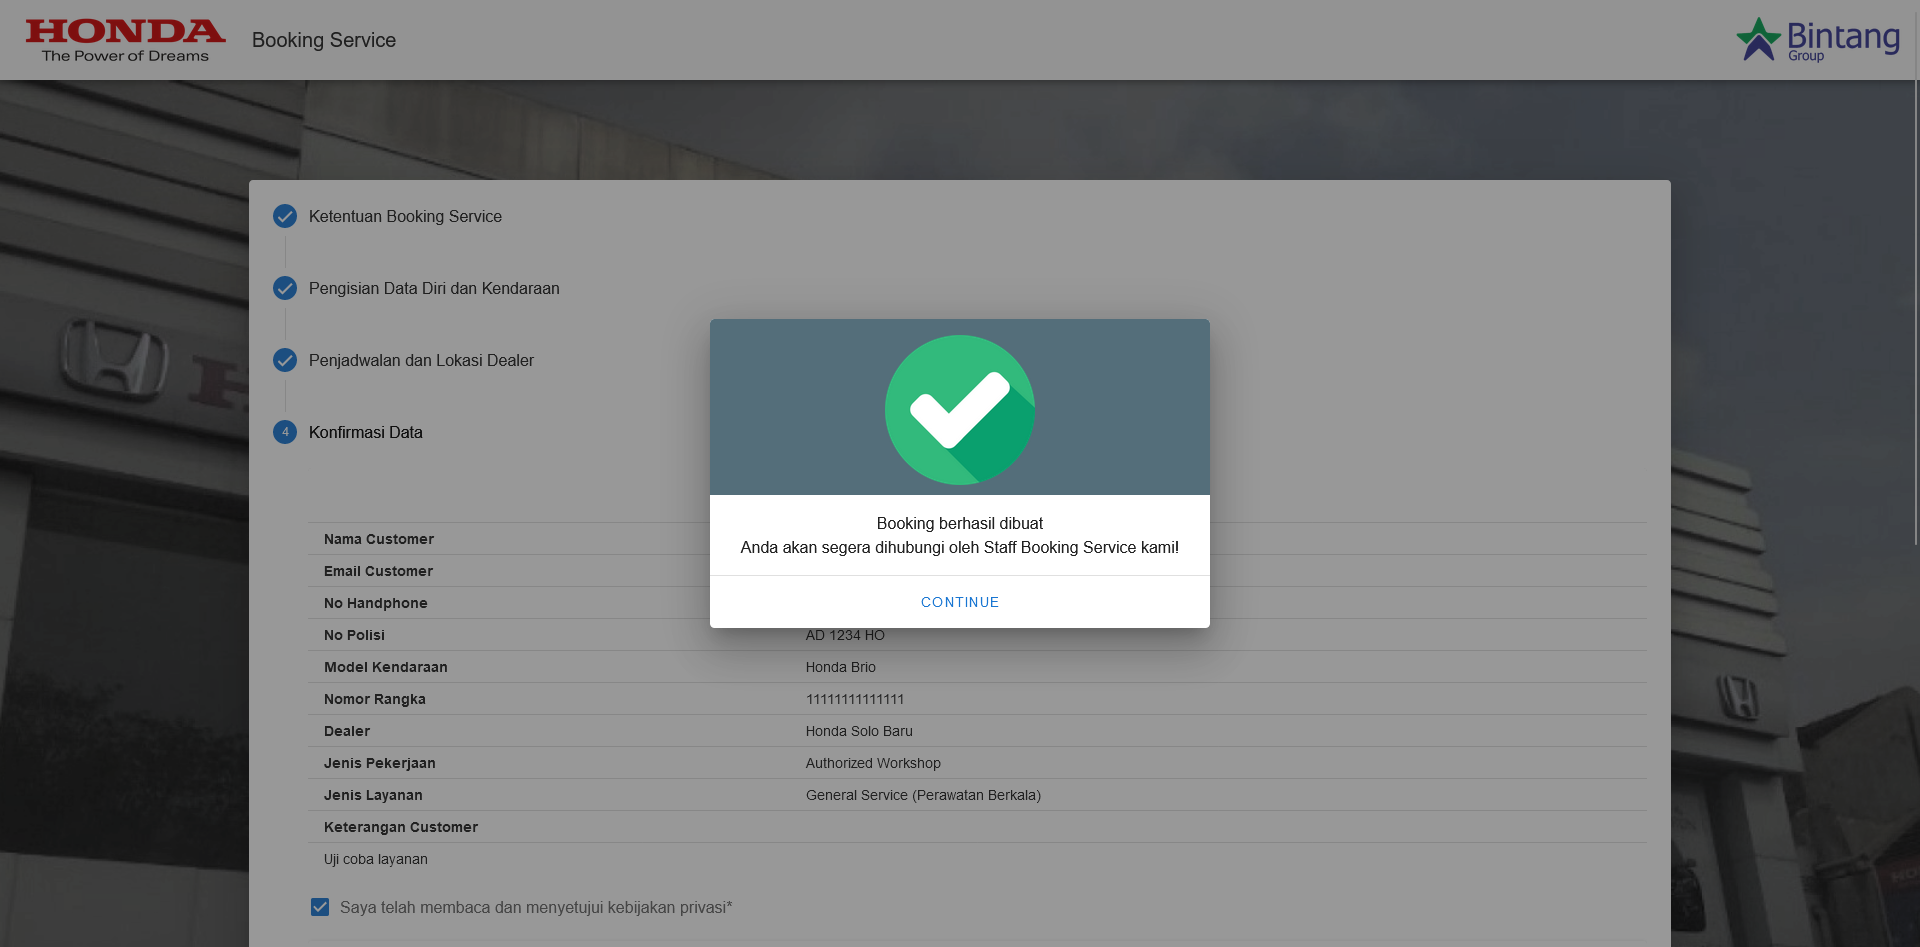 HONDA
The Power of Dreams
Booking Service
Bintang
Group
Ketentuan Booking Service
Pengisian Data Diri dan Kendaraan
Penjadwalan dan Lokasi Dealer
4 Konfirmasi Data
Booking berhasil dibuat
Anda akan segera dihubungi oleh Staff Booking Service kami!
CONTINUE
Nama Customer
Email Customer
No Handphone
No Polisi AD 1234 HO
Model Kendaraan Honda Brio
Nomor Rangka 11111111111111
Dealer Honda Solo Baru
Jenis Pekerjaan Authorized Workshop
Jenis Layanan General Service (Perawatan Berkala)
Keterangan Customer
Uji coba layanan
Saya telah membaca dan menyetujui kebijakan privasi*